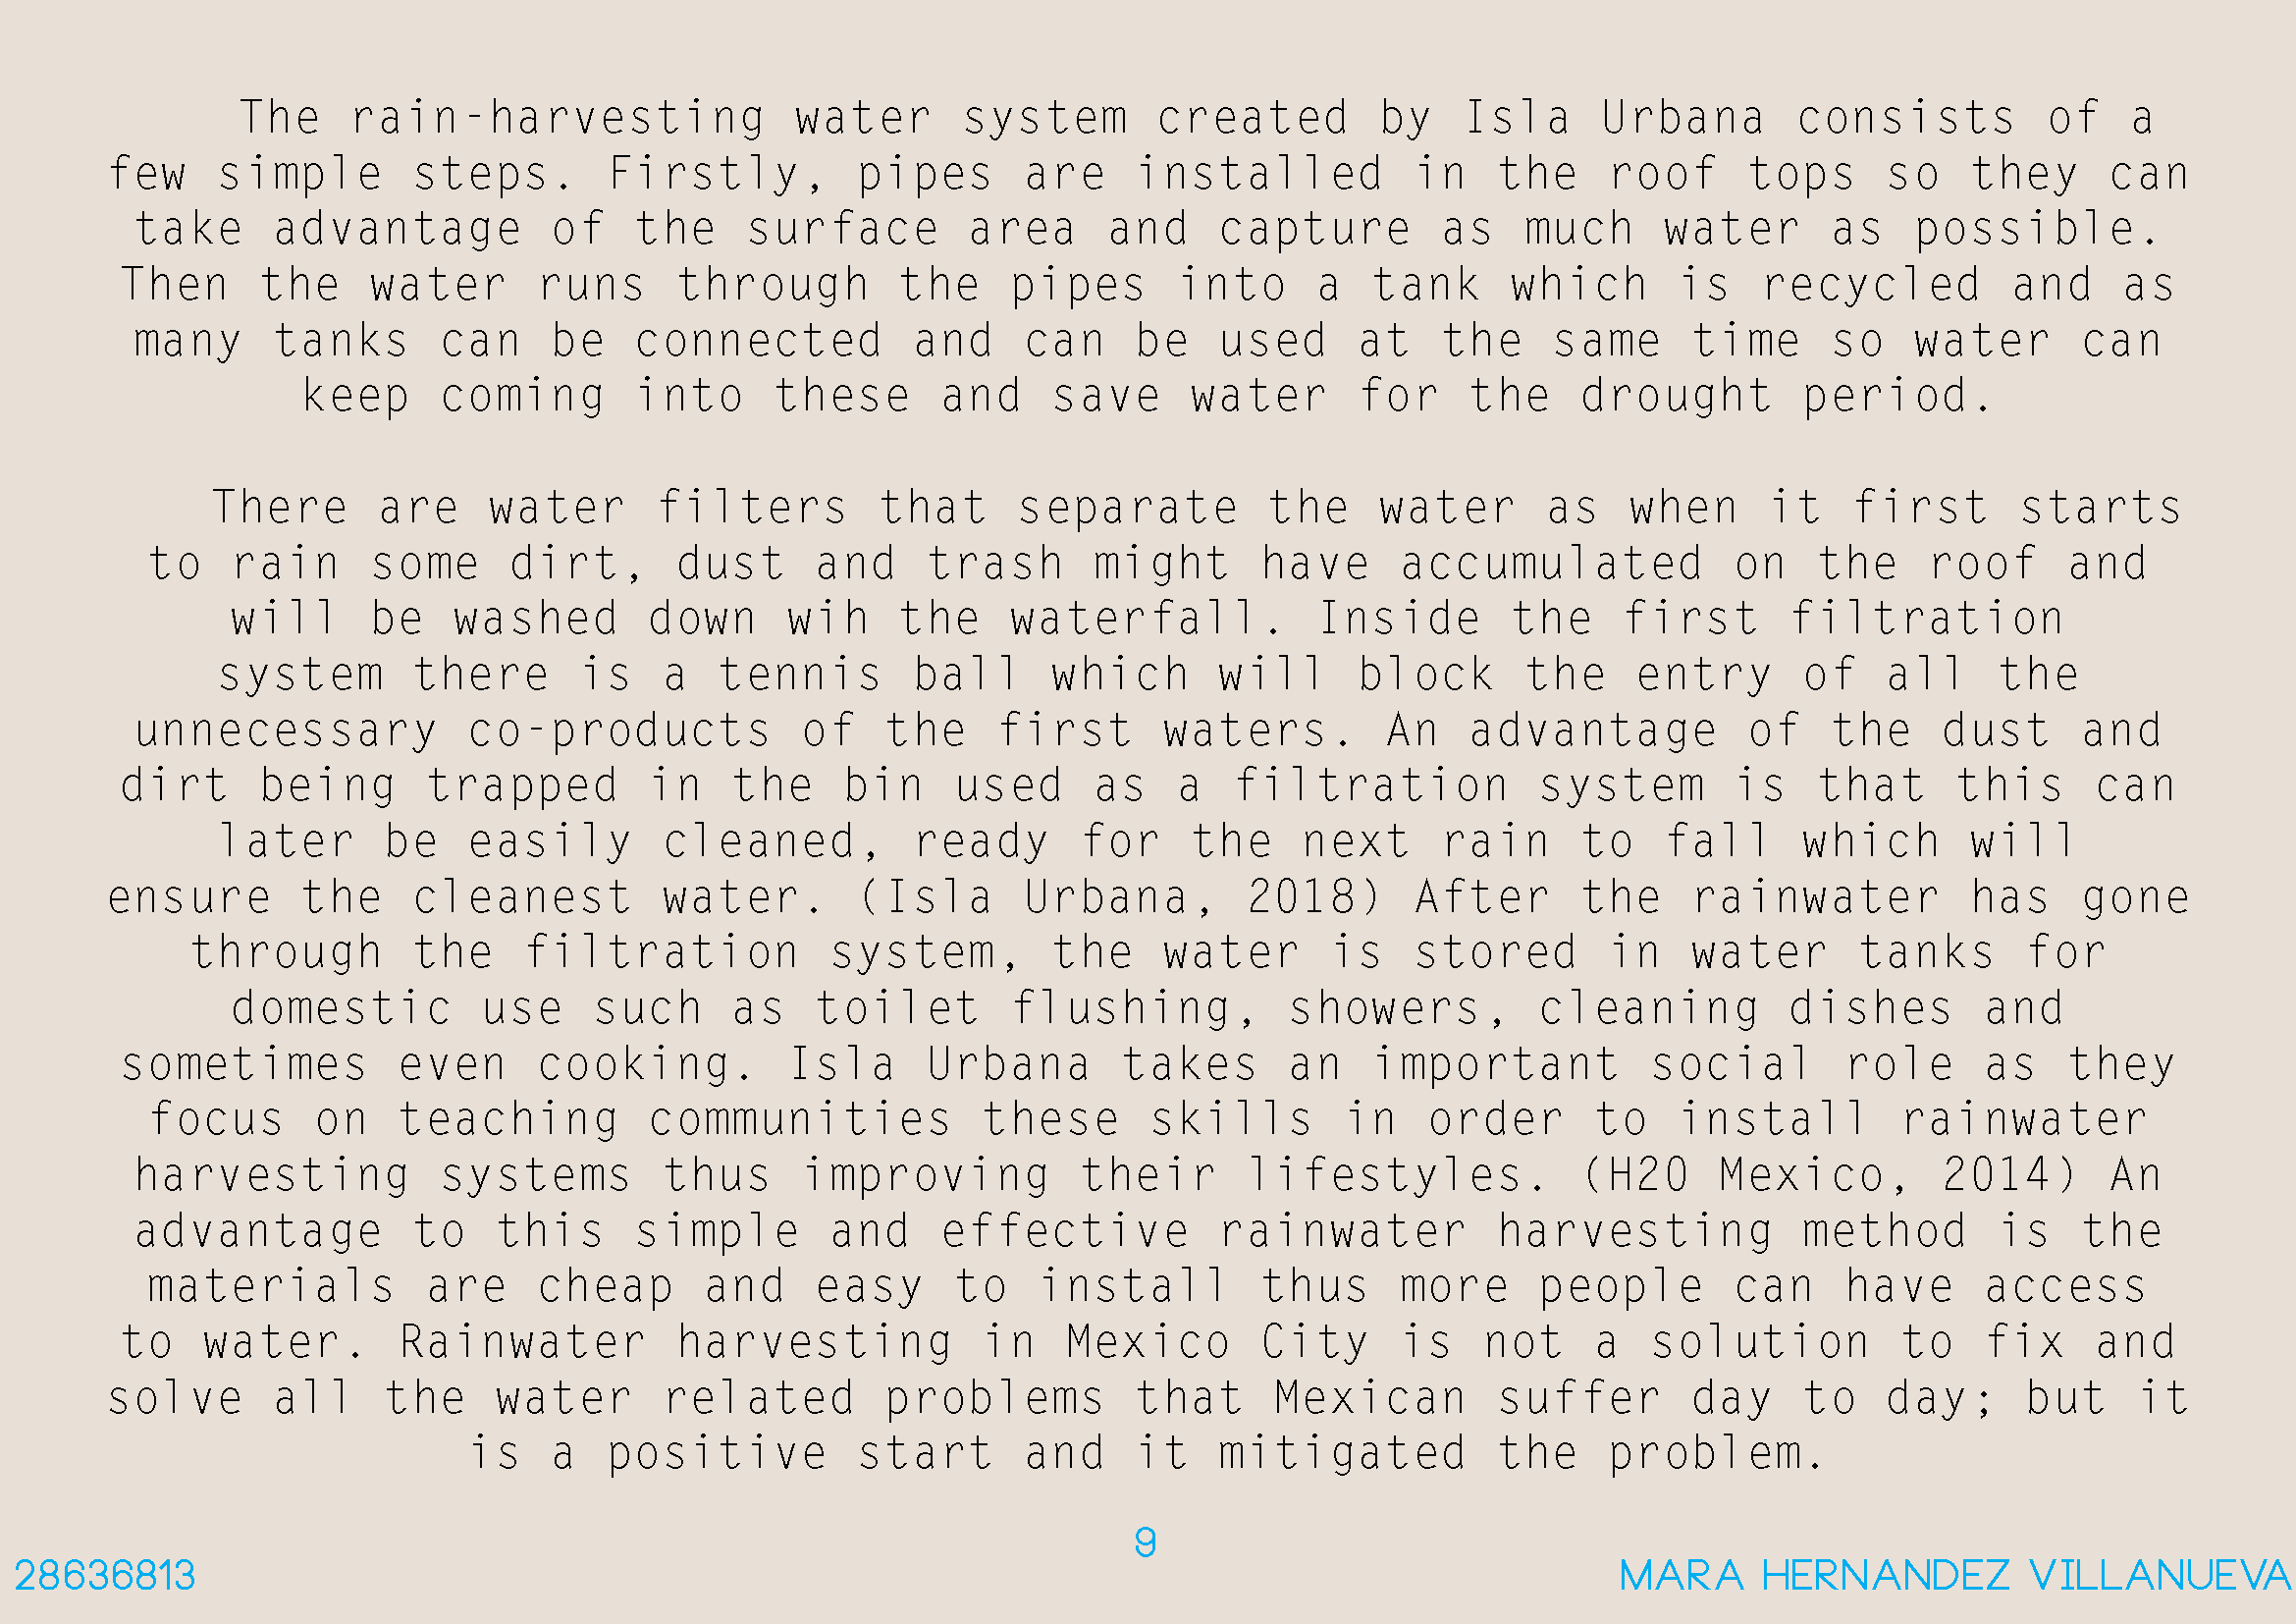 The rain-harvesting water system created by Isla Urbana consists of a
few simple steps. Firstly, pipes are installed in the roof tops so they can
take advantage of the surface area and capture as much water as possible.
Then the water runs through the pipes into a tank which is recycled and as
many tanks can be connected and can be used at the same time so water can
keep coming into these and save water for the drought period.
There are water filters that separate the water as when it first starts
to rain some dirt, dust and trash might have accumulated on the roof and
will be washed down wih the waterfall. Inside the first filtration
system there is a tennis ball which will block the entry of all the
unnecessary co-products of the first waters. An advantage of the dust and
dirt being trapped in the bin used as a filtration system is that this can
later be easily cleaned, ready for the next rain to fall which will
ensure the cleanest water. (Isla Urbana, 2018) After the rainwater has gone
through the filtration system, the water is stored in water tanks for
domestic use such as toilet flushing, showers, cleaning dishes and
sometimes even cooking. Isla Urbana takes an important social role as they
focus on teaching communities these skills in order to install rainwater
harvesting systems thus improving their lifestyles. (H2O Mexico, 2014) An
advantage to this simple and effective rainwater harvesting method is the
materials are cheap and easy to install thus more people can have access
to water. Rainwater harvesting in Mexico City is not a solution to fix and
solve all the water related problems that Mexican suffer day to day; but it
is a positive start and it mitigated the problem.
9
28636813
MARA HERNANDEZ VILLANUEVA